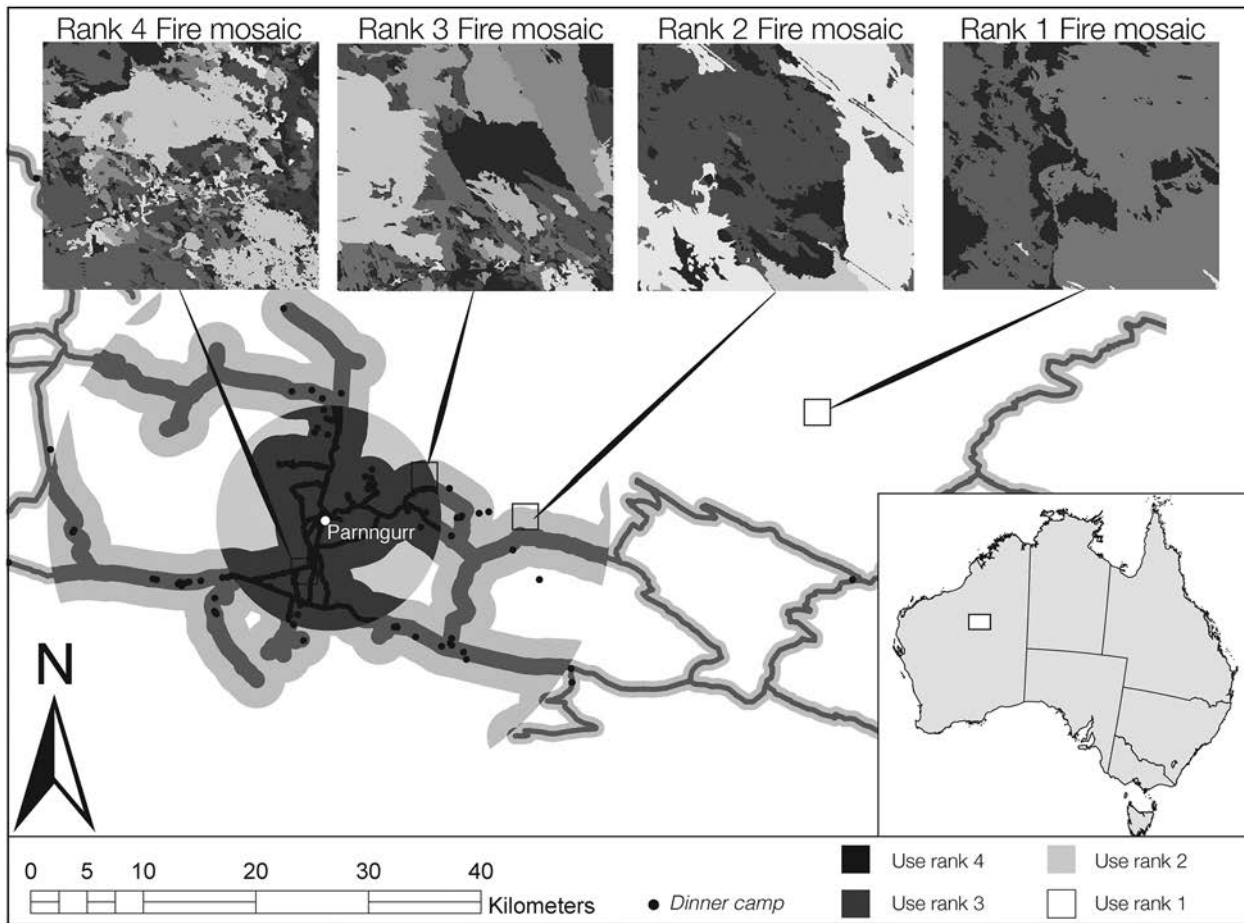 Rank 4 Fire mosaic
Rank 3 Fire mosaic
Rank 2 Fire mosaic
Rank 1 Fire mosaic
Parnngurr
N
0 5 10 20 30 40
Kilometers
Dinner camp
Use rank 4
Use rank 2
Use rank 3
Use rank 1